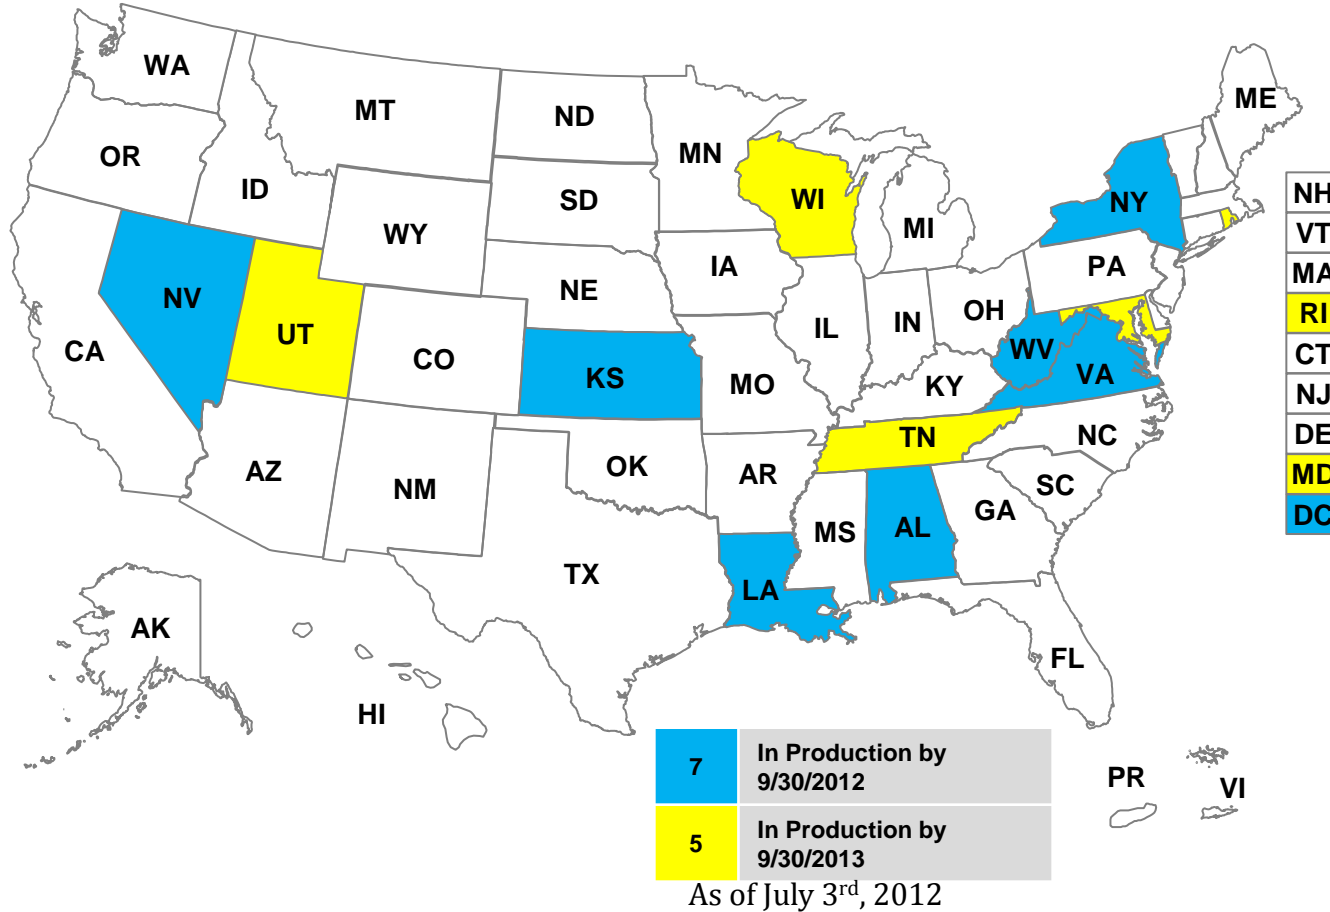 WA
MT
ND
ME
OR
MN
ID
SD
WI
NY
NH
WY
MI
VT
IA
PA
MA
NV
NE
OH
RI
UT
IL
IN
CA
CO
WV
CT
KS
MO
KY
VA
NJ
TN
NC
DE
AZ
OK
AR
SC
MD
NM
MS
AL
GA
DC
TX
LA
AK
FL
HI
PR
VI
7 In Production by
9/30/2012
5 In Production by
9/30/2013
As of July 3rd, 2012